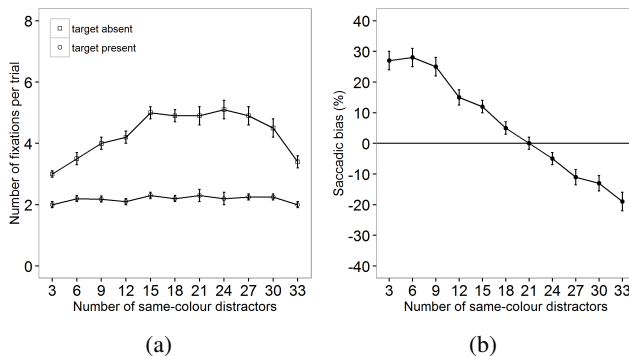 target absent
target present
8
6
4
2
0
Number of fixations per trial
3 6 9 12 15 18 21 24 27 30 33
Number of same-colour distractors
(a)
40
30
20
10
0
-10
-20
-30
-40
Saccadic bias (%)
3 6 9 12 15 18 21 24 27 30 33
Number of same-colour distractors
(b)